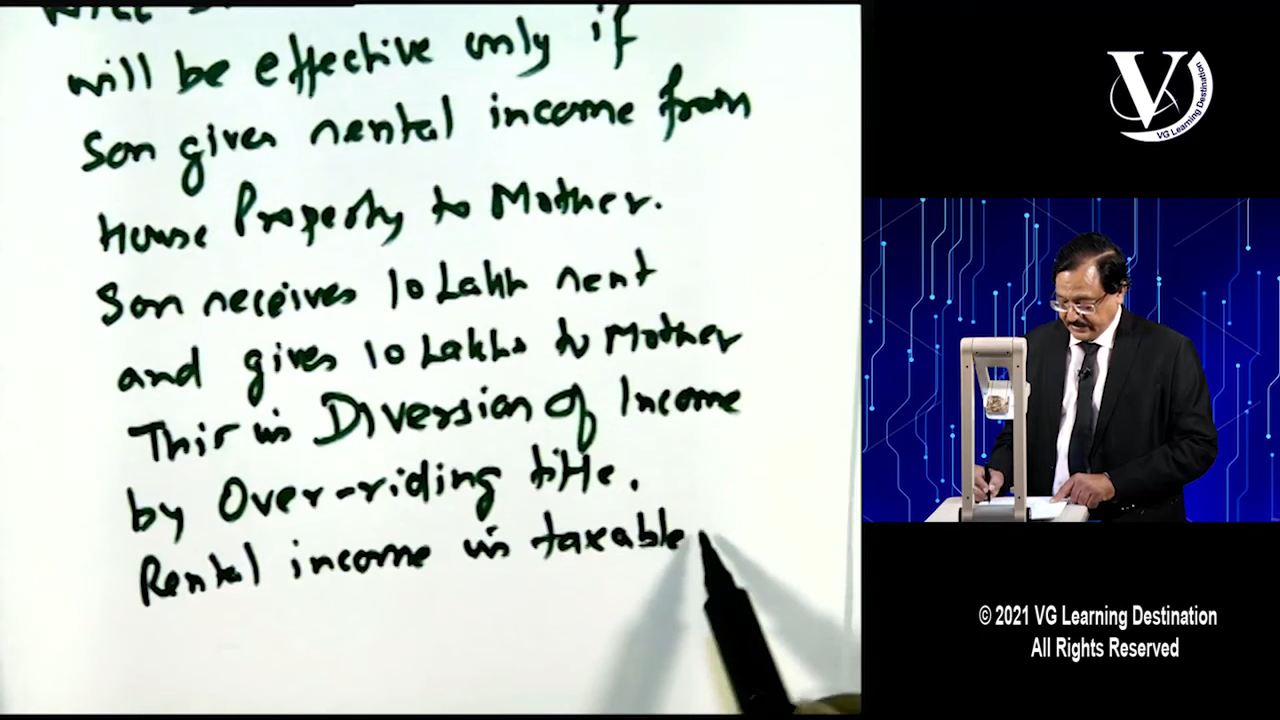 will be effective only if
Son gives rental income from
House Property to Mother.
Son receives 10 Lakh rent
and gives 10 Lakhs to Mother
This is Diversion of Income
by Over-riding title.
Rental income is taxable
V
VG Learning Destination
© 2021 VG Learning Destination
All Rights Reserved